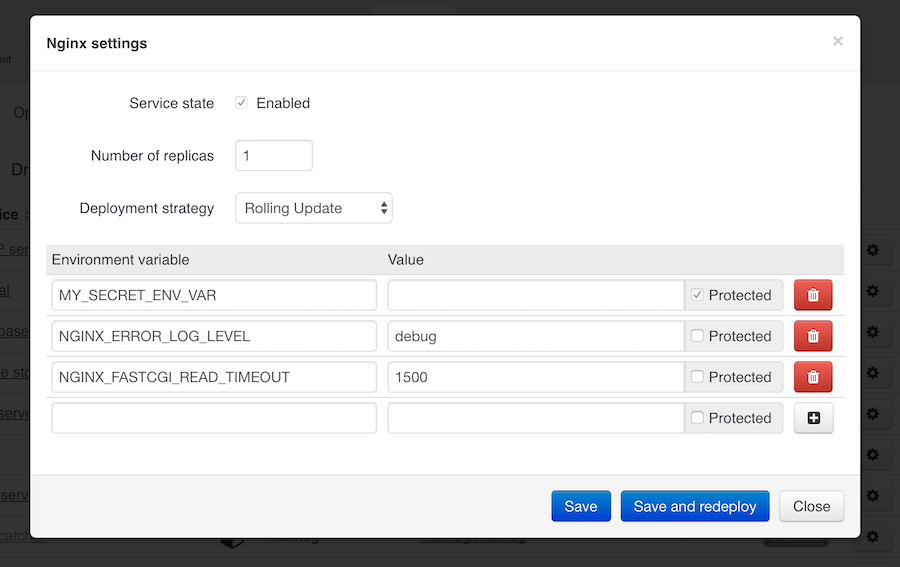 Nginx settings
×
Service state Enabled
Number of replicas 1
Deployment strategy Rolling Update
Environment variable Value
MY_SECRET_ENV_VAR Protected
NGINX_ERROR_LOG_LEVEL debug Protected
NGINX_FASTCGI_READ_TIMEOUT 1500 Protected
Protected
Save Save and redeploy Close